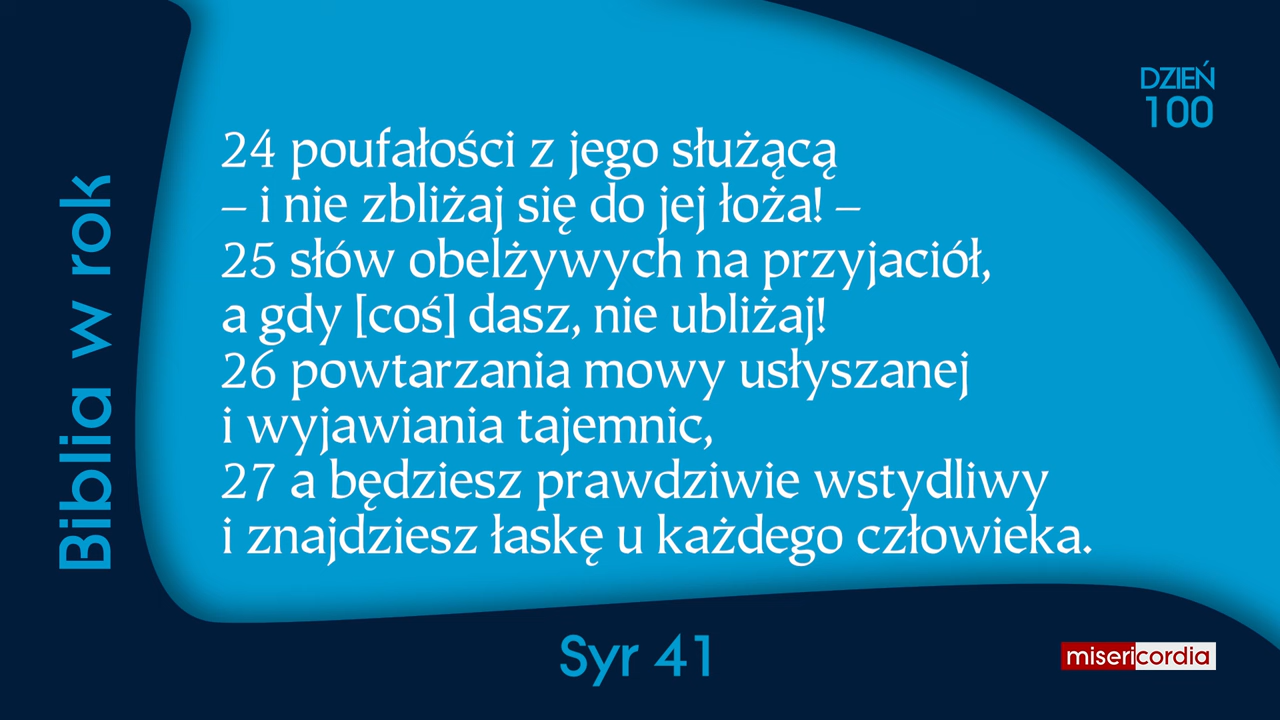 Biblia w rok
DZIEŃ
100
24 poufałości z jego służącą
– i nie zbliżaj się do jej łoża! –
25 słów obelżywych na przyjaciół,
a gdy [coś] dasz, nie ubliżaj!
26 powtarzania mowy usłyszanej
i wyjawiania tajemnic,
27 a będziesz prawdziwie wstydliwy
i znajdziesz łaskę u każdego człowieka.
Syr 41
misericordia